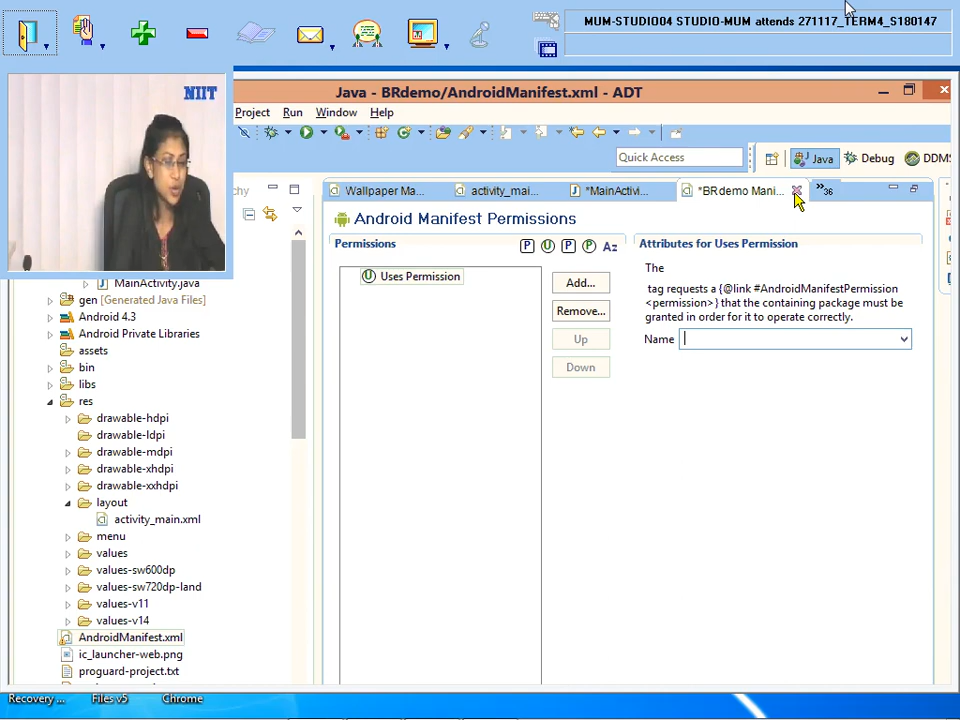 MUM-STUDIO04 STUDIO-MUM attends 271117_TERM4_S180147
NIIT
Java - BRdemo/AndroidManifest.xml - ADT
Project Run Window Help
Quick Access
Java
Debug
DDM
hy
Wallpaper Ma...
activity_mai...
*MainActivi...
*BRdemo Mani...
36
Android Manifest Permissions
Permissions
P U P P Az
Attributes for Uses Permission
U Uses Permission
Add...
Remove...
Up
Down
The
tag requests a {@link #AndroidManifestPermission
<permission>} that the containing package must be
granted in order for it to operate correctly.
Name
MainActivity.java
gen [Generated Java Files]
Android 4.3
Android Private Libraries
assets
bin
libs
res
drawable-hdpi
drawable-ldpi
drawable-mdpi
drawable-xhdpi
drawable-xxhdpi
layout
activity_main.xml
menu
values
values-sw600dp
values-sw720dp-land
values-v11
values-v14
AndroidManifest.xml
ic_launcher-web.png
proguard-project.txt
Recovery ...
Files v5
Chrome